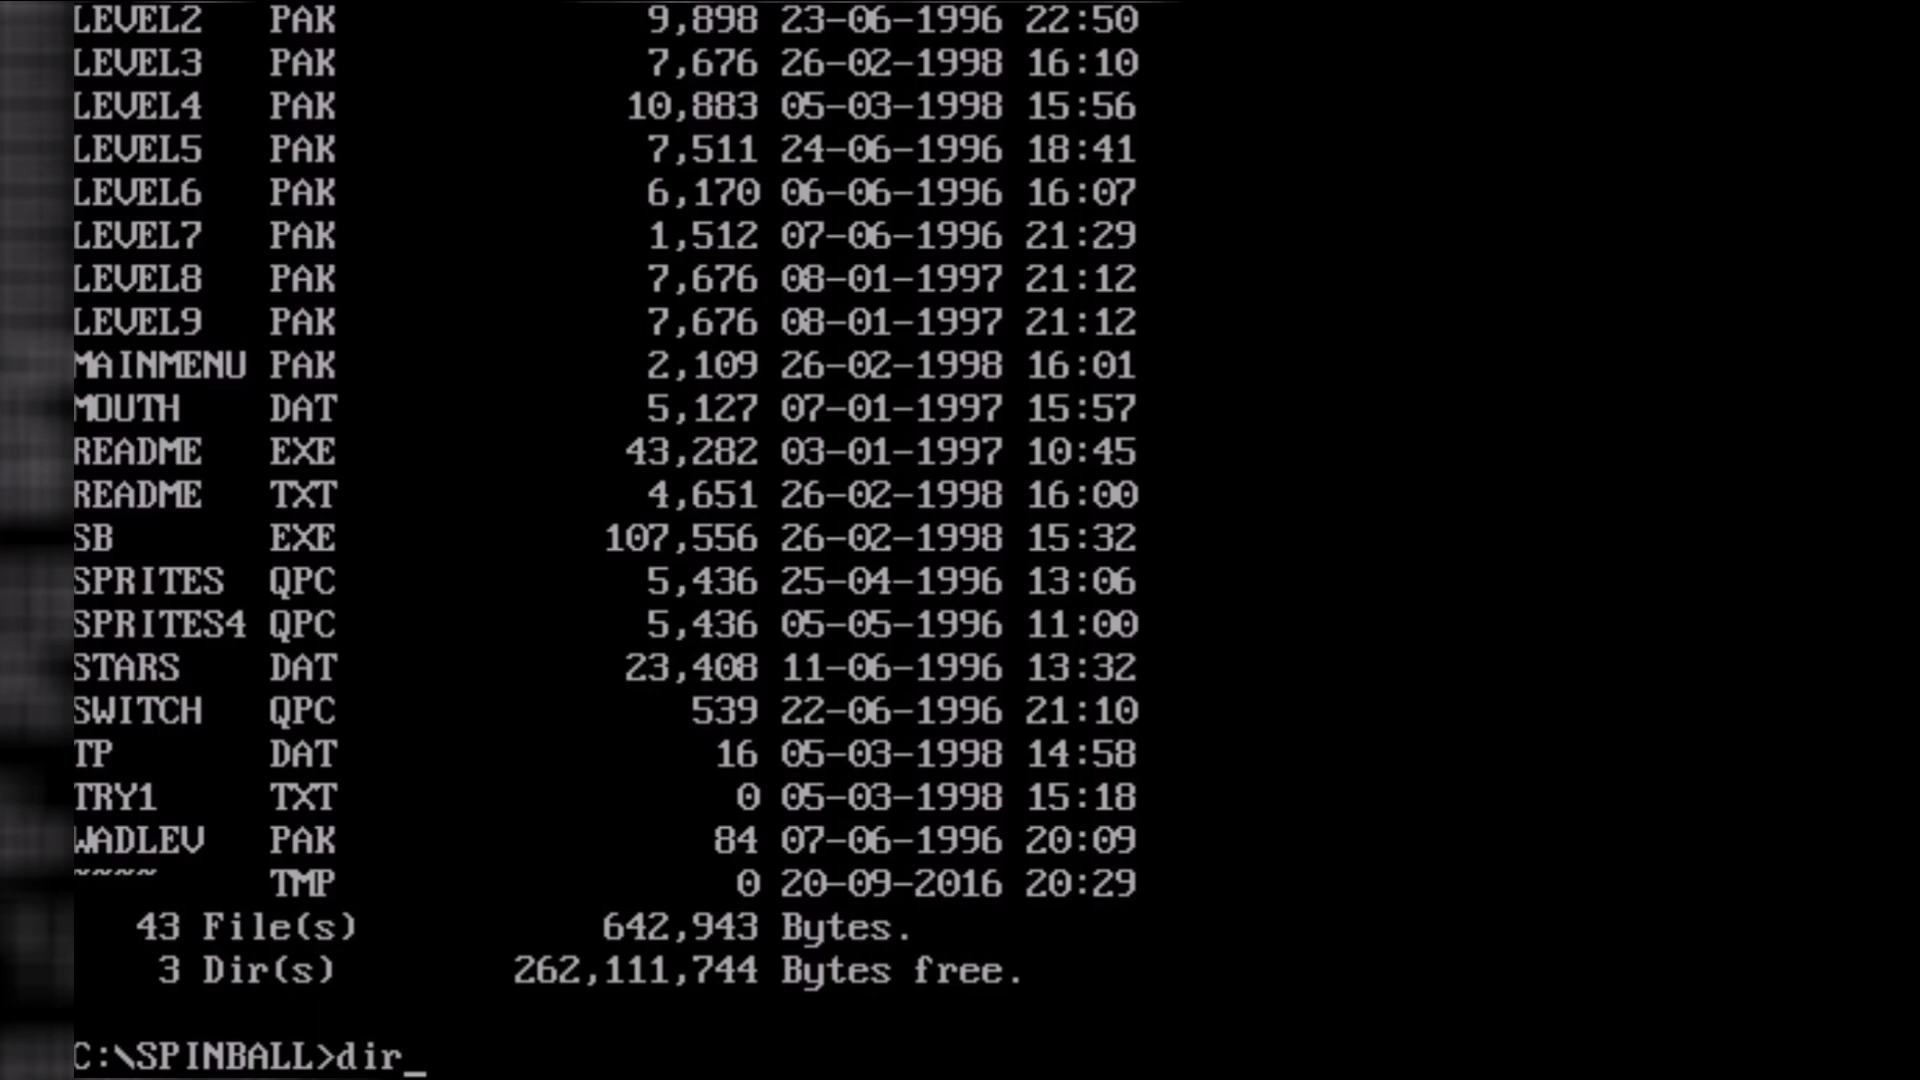 LEVEL2 PAK 9,898 23-06-1996 22:50
LEVEL3 PAK 7,676 26-02-1998 16:10
LEVEL4 PAK 10,883 05-03-1998 15:56
LEVEL5 PAK 7,511 24-06-1996 18:41
LEVEL6 PAK 6,170 06-06-1996 16:07
LEVEL7 PAK 1,512 07-06-1996 21:29
LEVEL8 PAK 7,676 08-01-1997 21:12
LEVEL9 PAK 7,676 08-01-1997 21:12
MAINMENU PAK 2,109 26-02-1998 16:01
MOUTH DAT 5,127 07-01-1997 15:57
README EXE 43,282 03-01-1997 10:45
README TXT 4,651 26-02-1998 16:00
SB EXE 107,556 26-02-1998 15:32
SPRITES QPC 5,436 25-04-1996 13:06
SPRITES4 QPC 5,436 05-05-1996 11:00
STARS DAT 23,408 11-06-1996 13:32
SWITCH QPC 539 22-06-1996 21:10
TP DAT 16 05-03-1998 14:58
TRY1 TXT 0 05-03-1998 15:18
WADLEV PAK 84 07-06-1996 20:09
~~~~ TMP 0 20-09-2016 20:29
43 File(s) 642,943 Bytes.
3 Dir(s) 262,111,744 Bytes free.
C:\SPINBALL>dir_